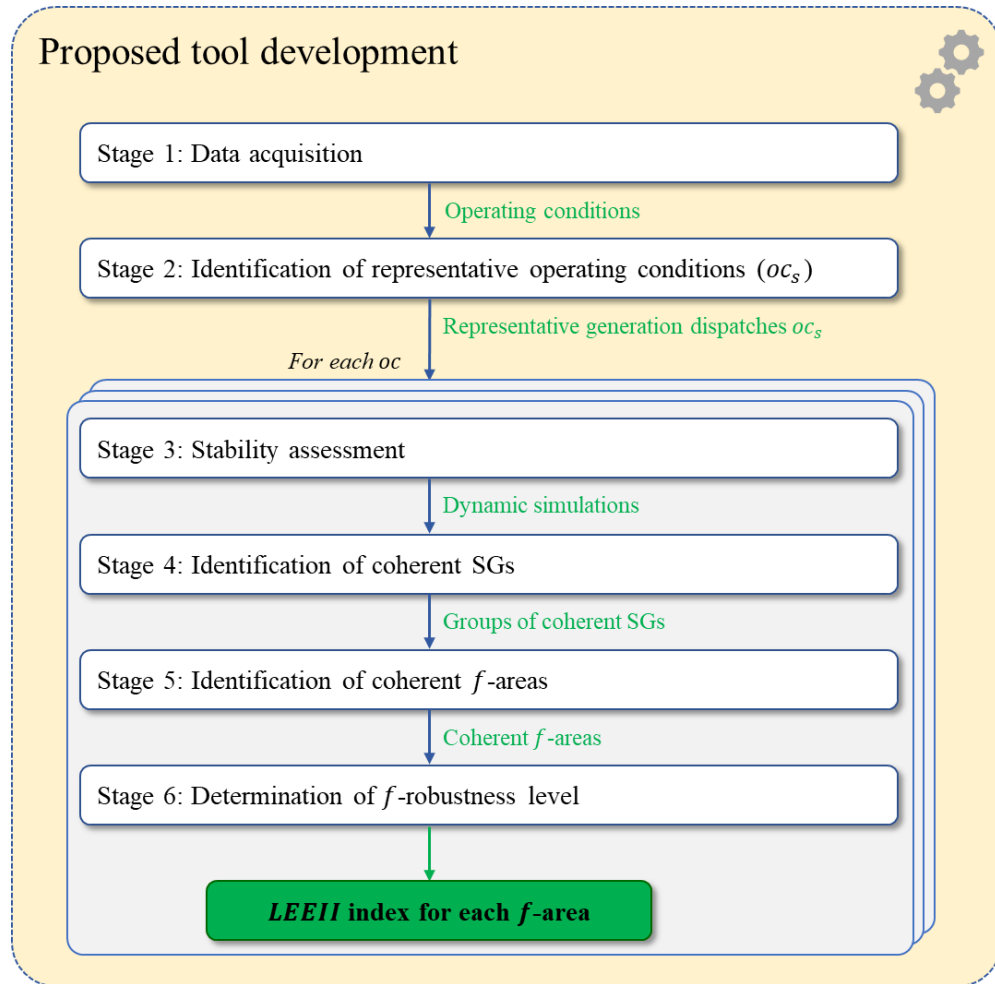 Proposed tool development
Stage 1: Data acquisition
Operating conditions
Stage 2: Identification of representative operating conditions (oc_s)
Representative generation dispatches oc_s
For each oc
Stage 3: Stability assessment
Dynamic simulations
Stage 4: Identification of coherent SGs
Groups of coherent SGs
Stage 5: Identification of coherent f-areas
Coherent f-areas
Stage 6: Determination of f-robustness level
LEEII index for each f-area